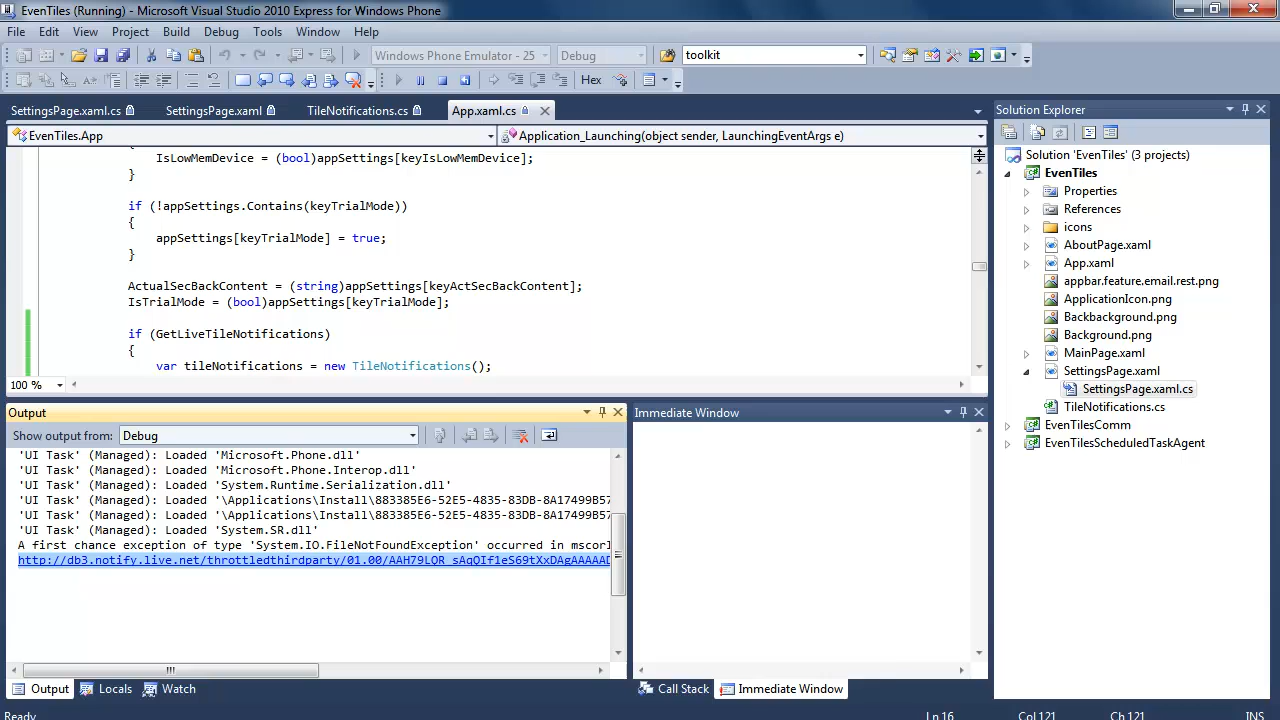 EvenTiles (Running) - Microsoft Visual Studio 2010 Express for Windows Phone
File Edit View Project Build Debug Tools Window Help
Windows Phone Emulator - 25 Debug toolkit
Hex
SettingsPage.xaml.cs SettingsPage.xaml TileNotifications.cs App.xaml.cs
EvenTiles.App Application_Launching(object sender, LaunchingEventArgs e)
IsLowMemDevice = (bool)appSettings[keyIsLowMemDevice];
}
if (!appSettings.Contains(keyTrialMode))
{
appSettings[keyTrialMode] = true;
}
ActualSecBackContent = (string)appSettings[keyActSecBackContent];
IsTrialMode = (bool)appSettings[keyTrialMode];
if (GetLiveTileNotifications)
{
var tileNotifications = new TileNotifications();
100 %
Output
Show output from: Debug
'UI Task' (Managed): Loaded 'Microsoft.Phone.dll'
'UI Task' (Managed): Loaded 'Microsoft.Phone.Interop.dll'
'UI Task' (Managed): Loaded 'System.Runtime.Serialization.dll'
'UI Task' (Managed): Loaded '\Applications\Install\883385E6-52E5-4835-83DB-8A17499B57
'UI Task' (Managed): Loaded '\Applications\Install\883385E6-52E5-4835-83DB-8A17499B57
'UI Task' (Managed): Loaded 'System.SR.dll'
A first chance exception of type 'System.IO.FileNotFoundException' occurred in mscorl
http://db3.notify.live.net/throttledthirdparty/01.00/AAH79LQR_sAqQIf1eS69tXxDAgAAAAAD
Output Locals Watch
Immediate Window
Call Stack Immediate Window
Solution Explorer
Solution 'EvenTiles' (3 projects)
EvenTiles
Properties
References
icons
AboutPage.xaml
App.xaml
appbar.feature.email.rest.png
ApplicationIcon.png
Backbackground.png
Background.png
MainPage.xaml
SettingsPage.xaml
SettingsPage.xaml.cs
TileNotifications.cs
EvenTilesComm
EvenTilesScheduledTaskAgent
Ready Ln 16 Col 121 Ch 121 INS